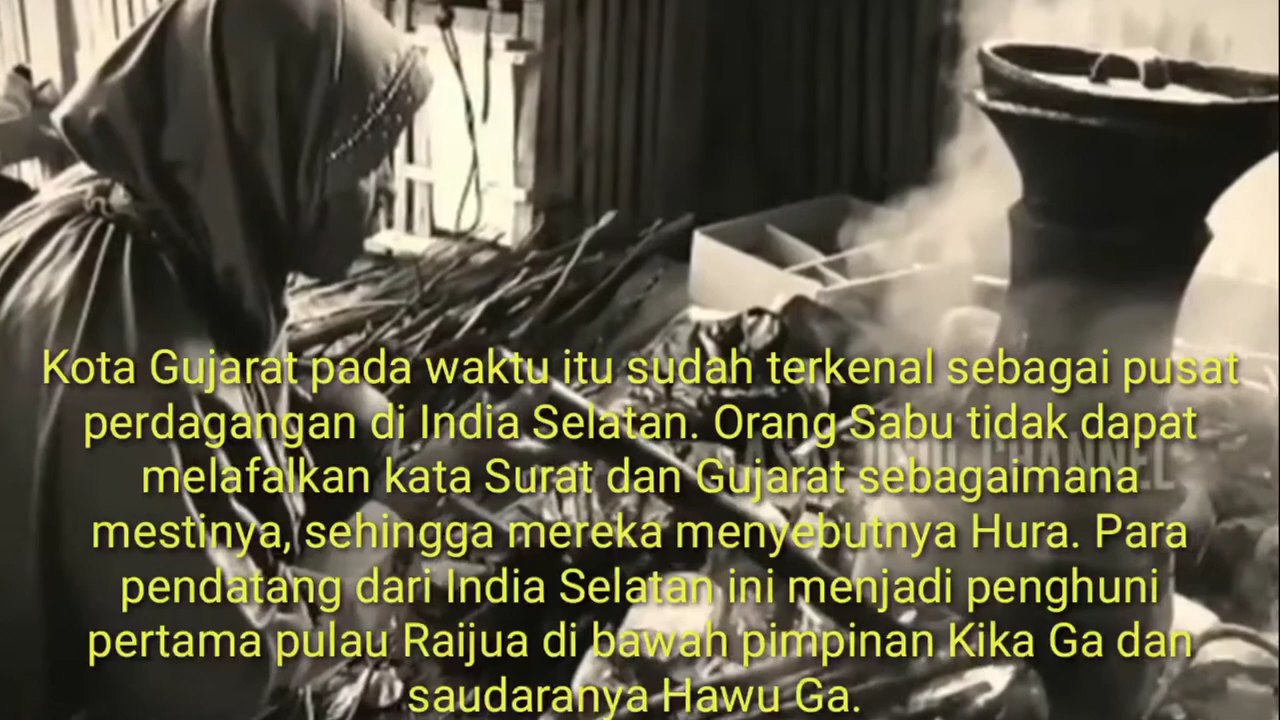 Kota Gujarat pada waktu itu sudah terkenal sebagai pusat
perdagangan di India Selatan. Orang Sabu tidak dapat
melafalkan kata Surat dan Gujarat sebagaimana
mestinya, sehingga mereka menyebutnya Hura. Para
pendatang dari India Selatan ini menjadi penghuni
pertama pulau Raijua di bawah pimpinan Kika Ga dan
saudaranya Hawu Ga.
CHANNEL